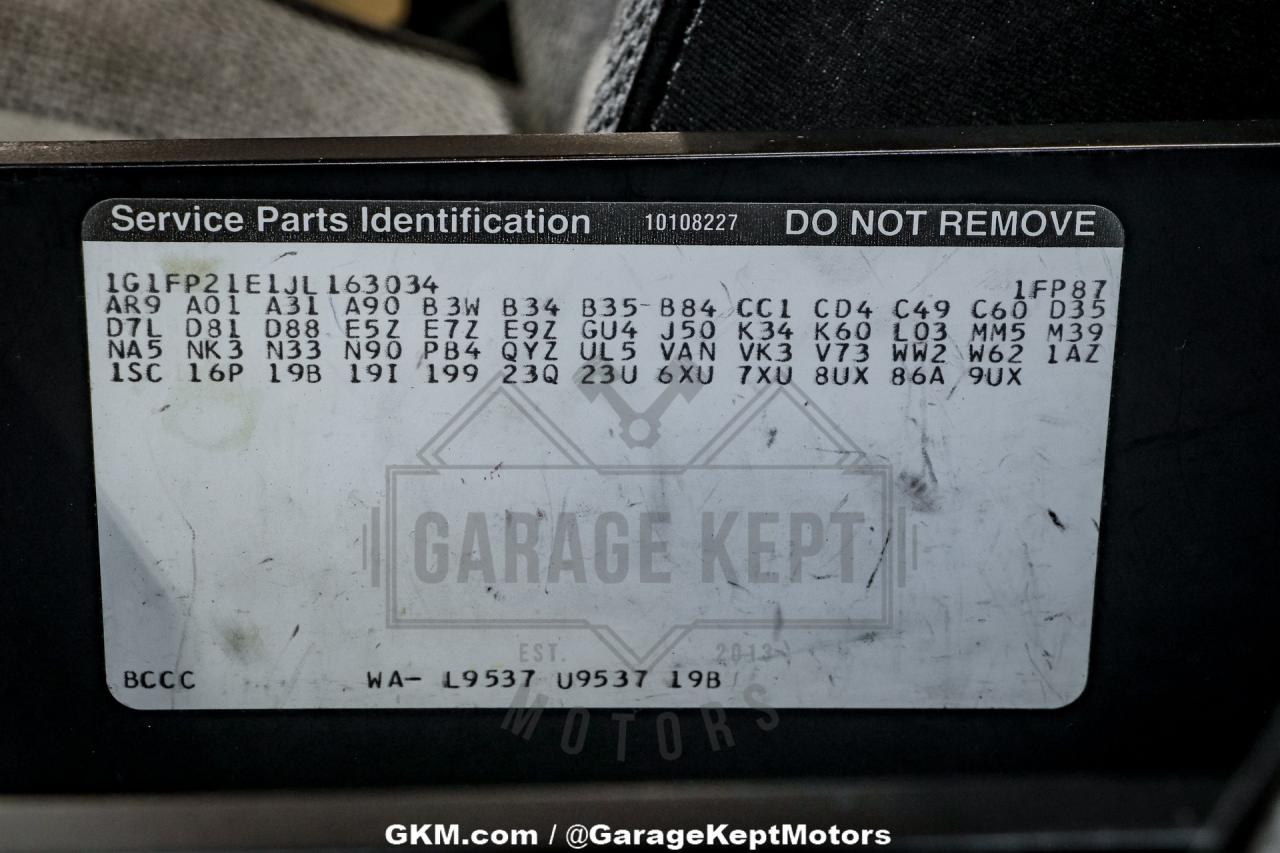 Service Parts Identification 10108227 DO NOT REMOVE
1G1FP21E1JL163034 1FP87
AR9 A01 A31 A90 B3W B34 B35 B84 CC1 CD4 C49 C60 D35
D7L D81 D88 E5Z E7Z E9Z GU4 J50 K34 K60 L03 MM5 M39
NA5 NK3 N33 N90 PB4 QYZ UL5 VAN VK3 V73 WW2 W62 1AZ
1SC 16P 19B 19I 199 23Q 23U 6XU 7XU 8UX 86A 9UX
GARAGE KEPT
EST. 2013
BCCC WA- L9537 U9537 19B
MOTORS
GKM.com / @GarageKeptMotors